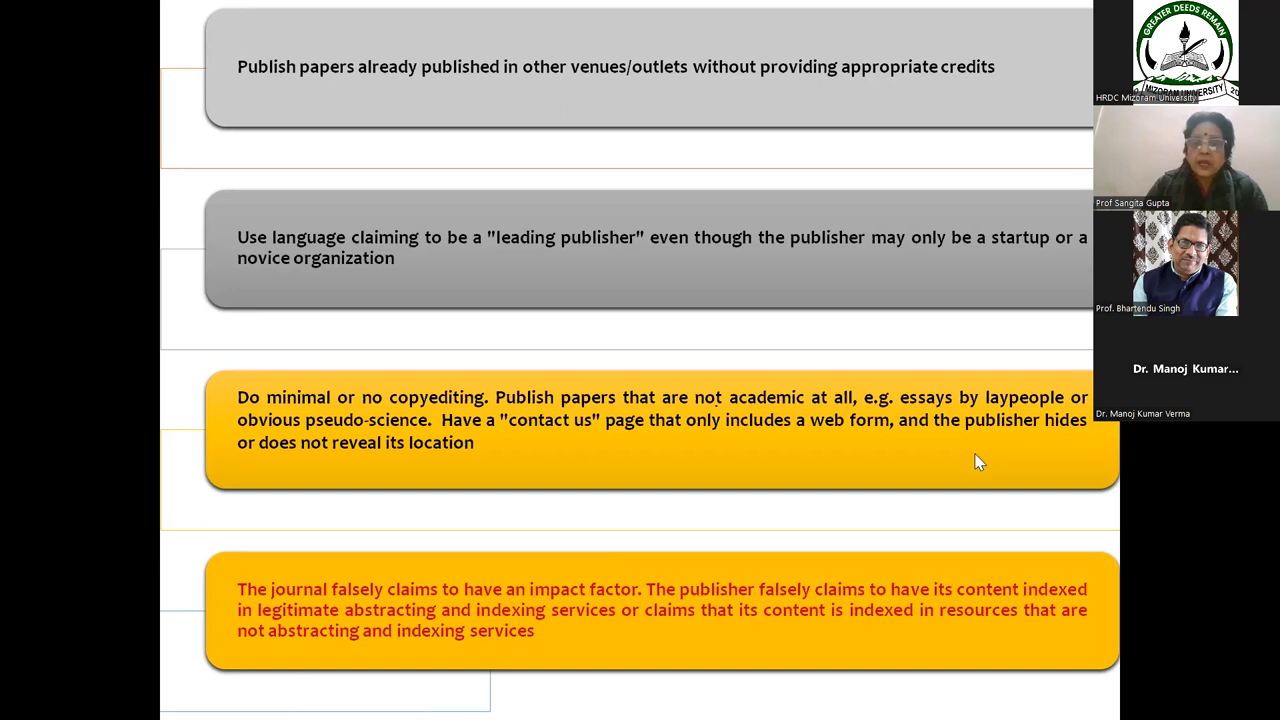 Publish papers already published in other venues/outlets without providing appropriate credits
Use language claiming to be a "leading publisher" even though the publisher may only be a startup or a
novice organization
Do minimal or no copyediting. Publish papers that are not academic at all, e.g. essays by laypeople or
obvious pseudo-science. Have a "contact us" page that only includes a web form, and the publisher hides
or does not reveal its location
The journal falsely claims to have an impact factor. The publisher falsely claims to have its content indexed
in legitimate abstracting and indexing services or claims that its content is indexed in resources that are
not abstracting and indexing services
GREATER DEEDS REMAIN
MIZORAM UNIVERSITY
HRDC Mizoram University
Prof Sangita Gupta
Prof. Bhartendu Singh
Dr. Manoj Kumar...
Dr. Manoj Kumar Verma